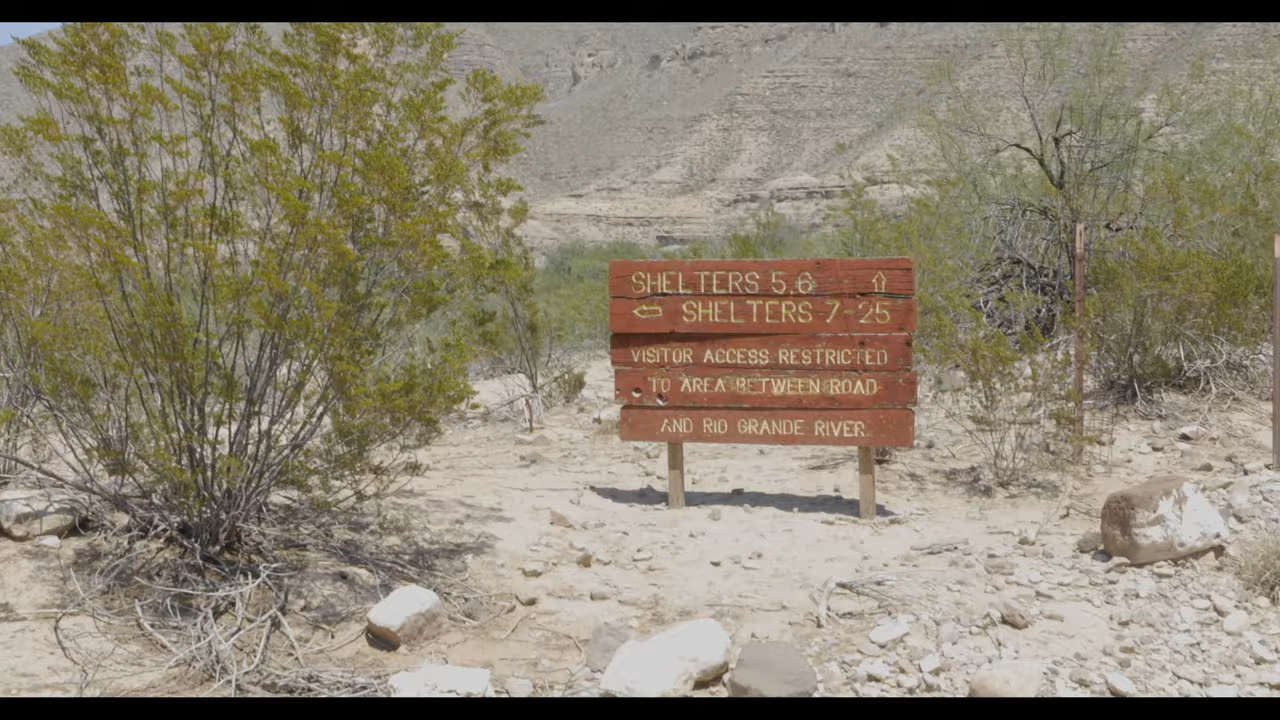 SHELTERS 5,6 ⇧
⇦ SHELTERS 7-25
VISITOR ACCESS RESTRICTED
TO AREA BETWEEN ROAD
AND RIO GRANDE RIVER